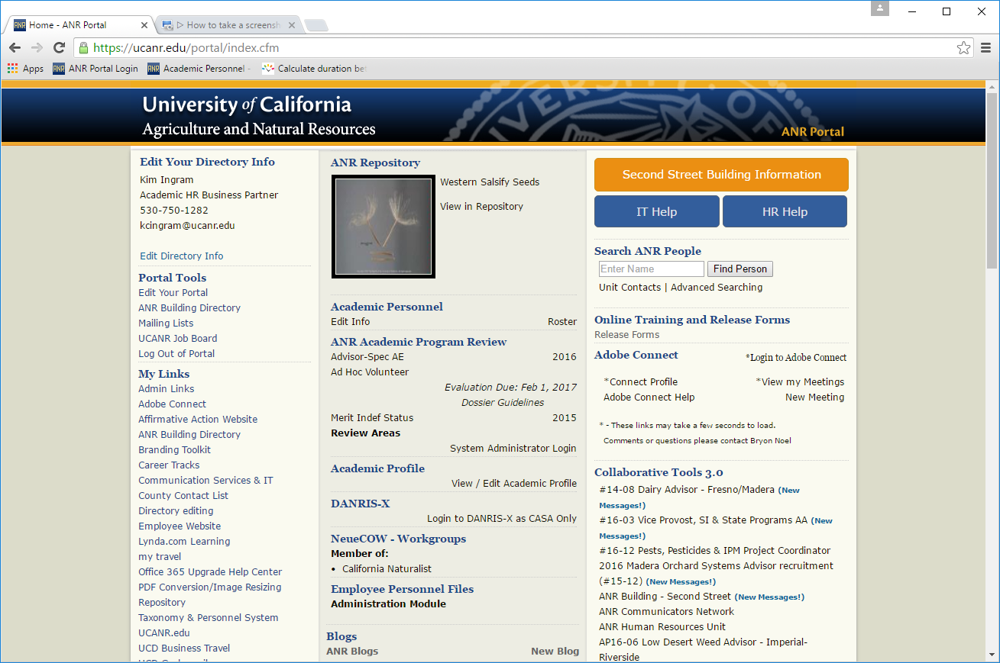 Home - ANR Portal
▷ How to take a screensh
https://ucanr.edu/portal/index.cfm
Apps
ANR Portal Login
Academic Personnel -
Calculate duration bet
University of California
Agriculture and Natural Resources
UNIVERSITY OF
ANR Portal
Edit Your Directory Info
Kim Ingram
Academic HR Business Partner
530-750-1282
kcingram@ucanr.edu
Edit Directory Info
Portal Tools
Edit Your Portal
ANR Building Directory
Mailing Lists
UCANR Job Board
Log Out of Portal
My Links
Admin Links
Adobe Connect
Affirmative Action Website
ANR Building Directory
Branding Toolkit
Career Tracks
Communication Services & IT
County Contact List
Directory editing
Employee Website
Lynda.com Learning
my travel
Office 365 Upgrade Help Center
PDF Conversion/Image Resizing
Repository
Taxonomy & Personnel System
UCANR.edu
UCD Business Travel
ANR Repository
Western Salsify Seeds
View in Repository
Academic Personnel
Edit Info Roster
ANR Academic Program Review
Advisor-Spec AE 2016
Ad Hoc Volunteer
Evaluation Due: Feb 1, 2017
Dossier Guidelines
Merit Indef Status 2015
Review Areas
System Administrator Login
Academic Profile
View / Edit Academic Profile
DANRIS-X
Login to DANRIS-X as CASA Only
NeueCOW - Workgroups
Member of:
• California Naturalist
Employee Personnel Files
Administration Module
Blogs
ANR Blogs New Blog
Second Street Building Information
IT Help HR Help
Search ANR People
Enter Name Find Person
Unit Contacts | Advanced Searching
Online Training and Release Forms
Release Forms
Adobe Connect *Login to Adobe Connect
*Connect Profile *View my Meetings
Adobe Connect Help New Meeting
* - These links may take a few seconds to load.
Comments or questions please contact Bryon Noel
Collaborative Tools 3.0
#14-08 Dairy Advisor - Fresno/Madera (New
Messages!)
#16-03 Vice Provost, SI & State Programs AA (New
Messages!)
#16-12 Pests, Pesticides & IPM Project Coordinator
2016 Madera Orchard Systems Advisor recruitment
(#15-12) (New Messages!)
ANR Building - Second Street (New Messages!)
ANR Communicators Network
ANR Human Resources Unit
AP16-06 Low Desert Weed Advisor - Imperial-
Riverside